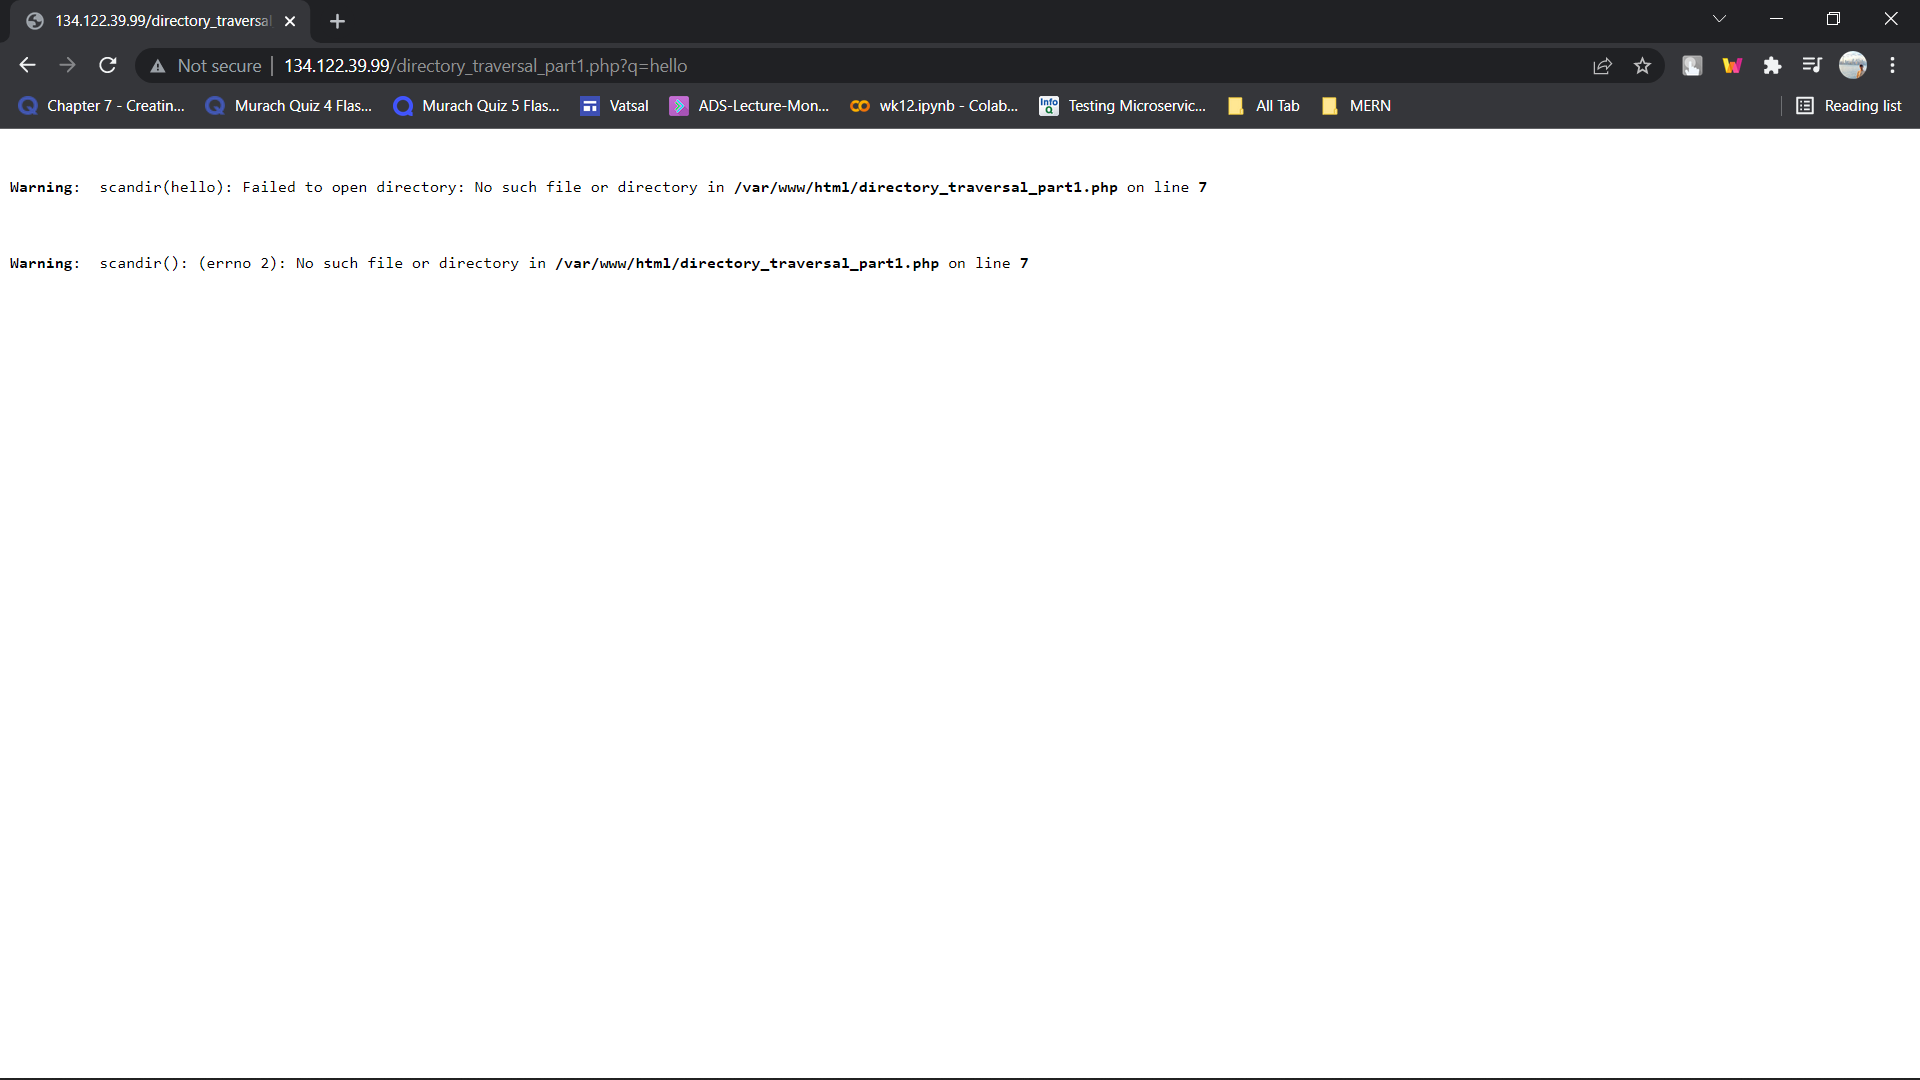 134.122.39.99/directory_traversal
Not secure | 134.122.39.99/directory_traversal_part1.php?q=hello
Chapter 7 - Creatin... Murach Quiz 4 Flas... Murach Quiz 5 Flas... Vatsal ADS-Lecture-Mon... wk12.ipynb - Colab... Info Q Testing Microservic... All Tab MERN Reading list
Warning: scandir(hello): Failed to open directory: No such file or directory in /var/www/html/directory_traversal_part1.php on line 7
Warning: scandir(): (errno 2): No such file or directory in /var/www/html/directory_traversal_part1.php on line 7